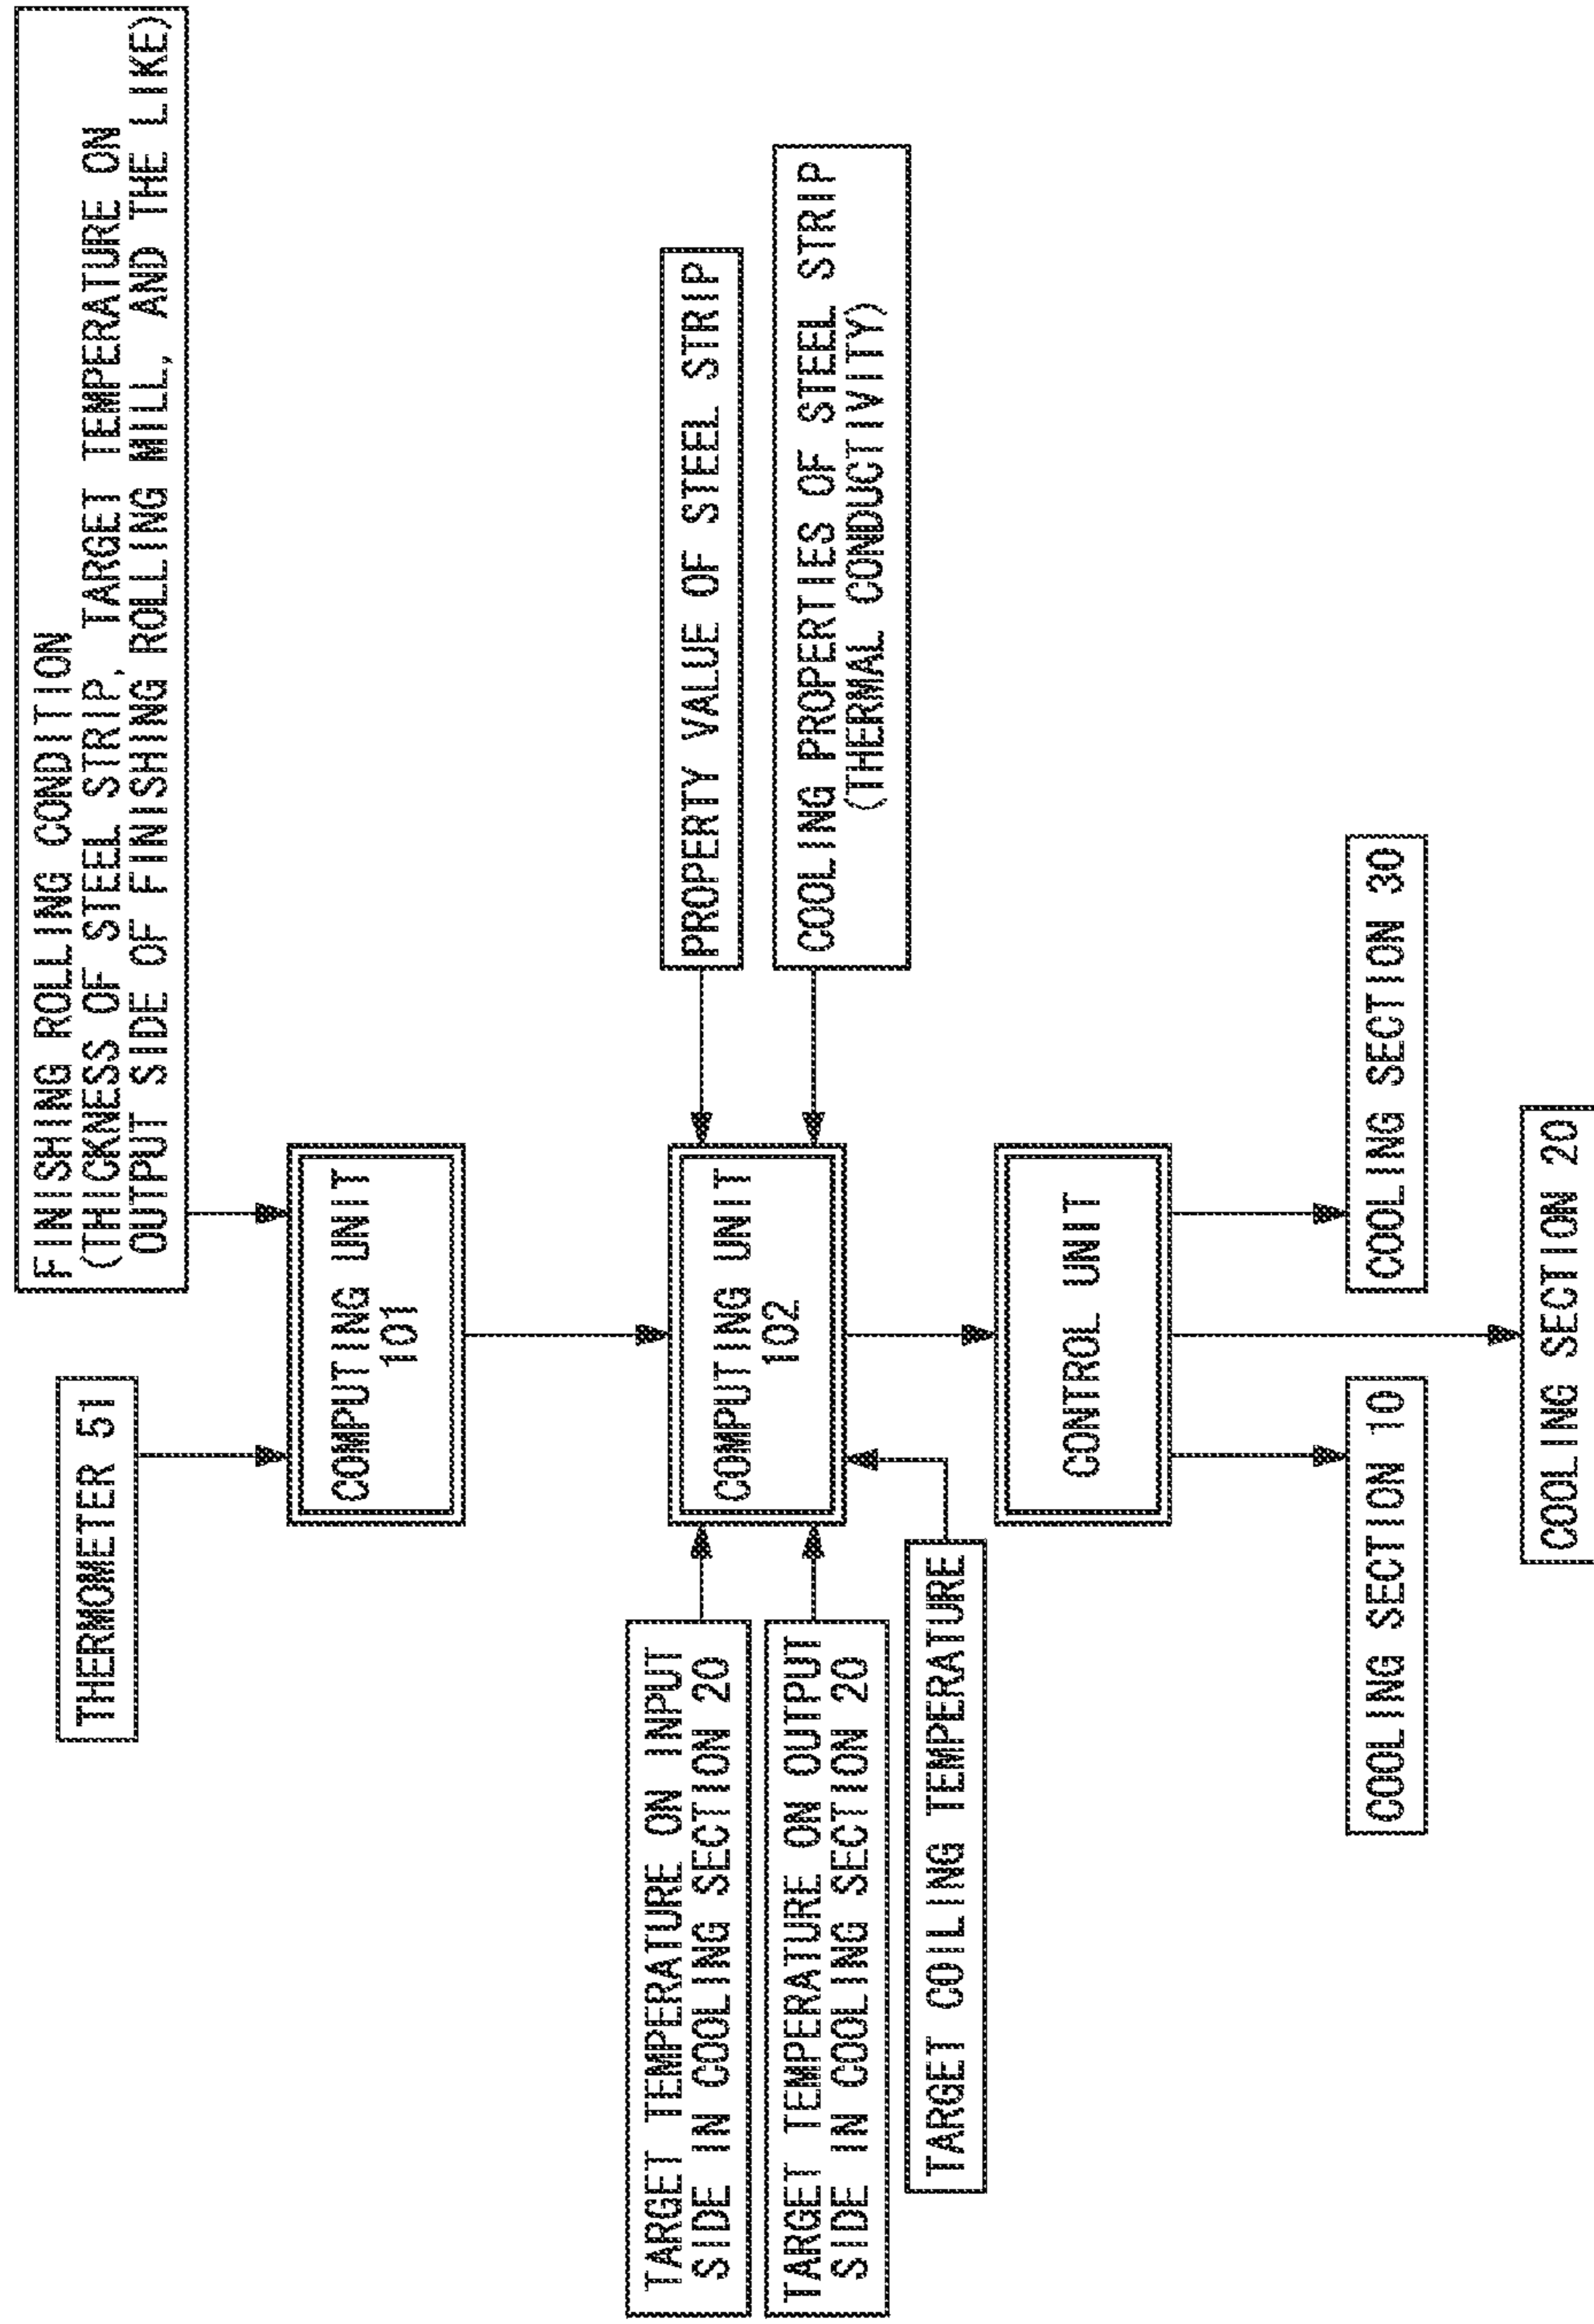 THERMOMETER 51
FINISHING ROLLING CONDITION
(THICKNESS OF STEEL STRIP, TARGET TEMPERATURE ON
OUTPUT SIDE OF FINISHING ROLLING MILL, AND THE LIKE)
COMPUTING UNIT
101
TARGET TEMPERATURE ON INPUT
SIDE IN COOLING SECTION 20
TARGET TEMPERATURE ON OUTPUT
SIDE IN COOLING SECTION 20
TARGET COILING TEMPERATURE
COMPUTING UNIT
102
PROPERTY VALUE OF STEEL STRIP
COOLING PROPERTIES OF STEEL STRIP
(THERMAL CONDUCTIVITY)
CONTROL UNIT
COOLING SECTION 10
COOLING SECTION 30
COOLING SECTION 20